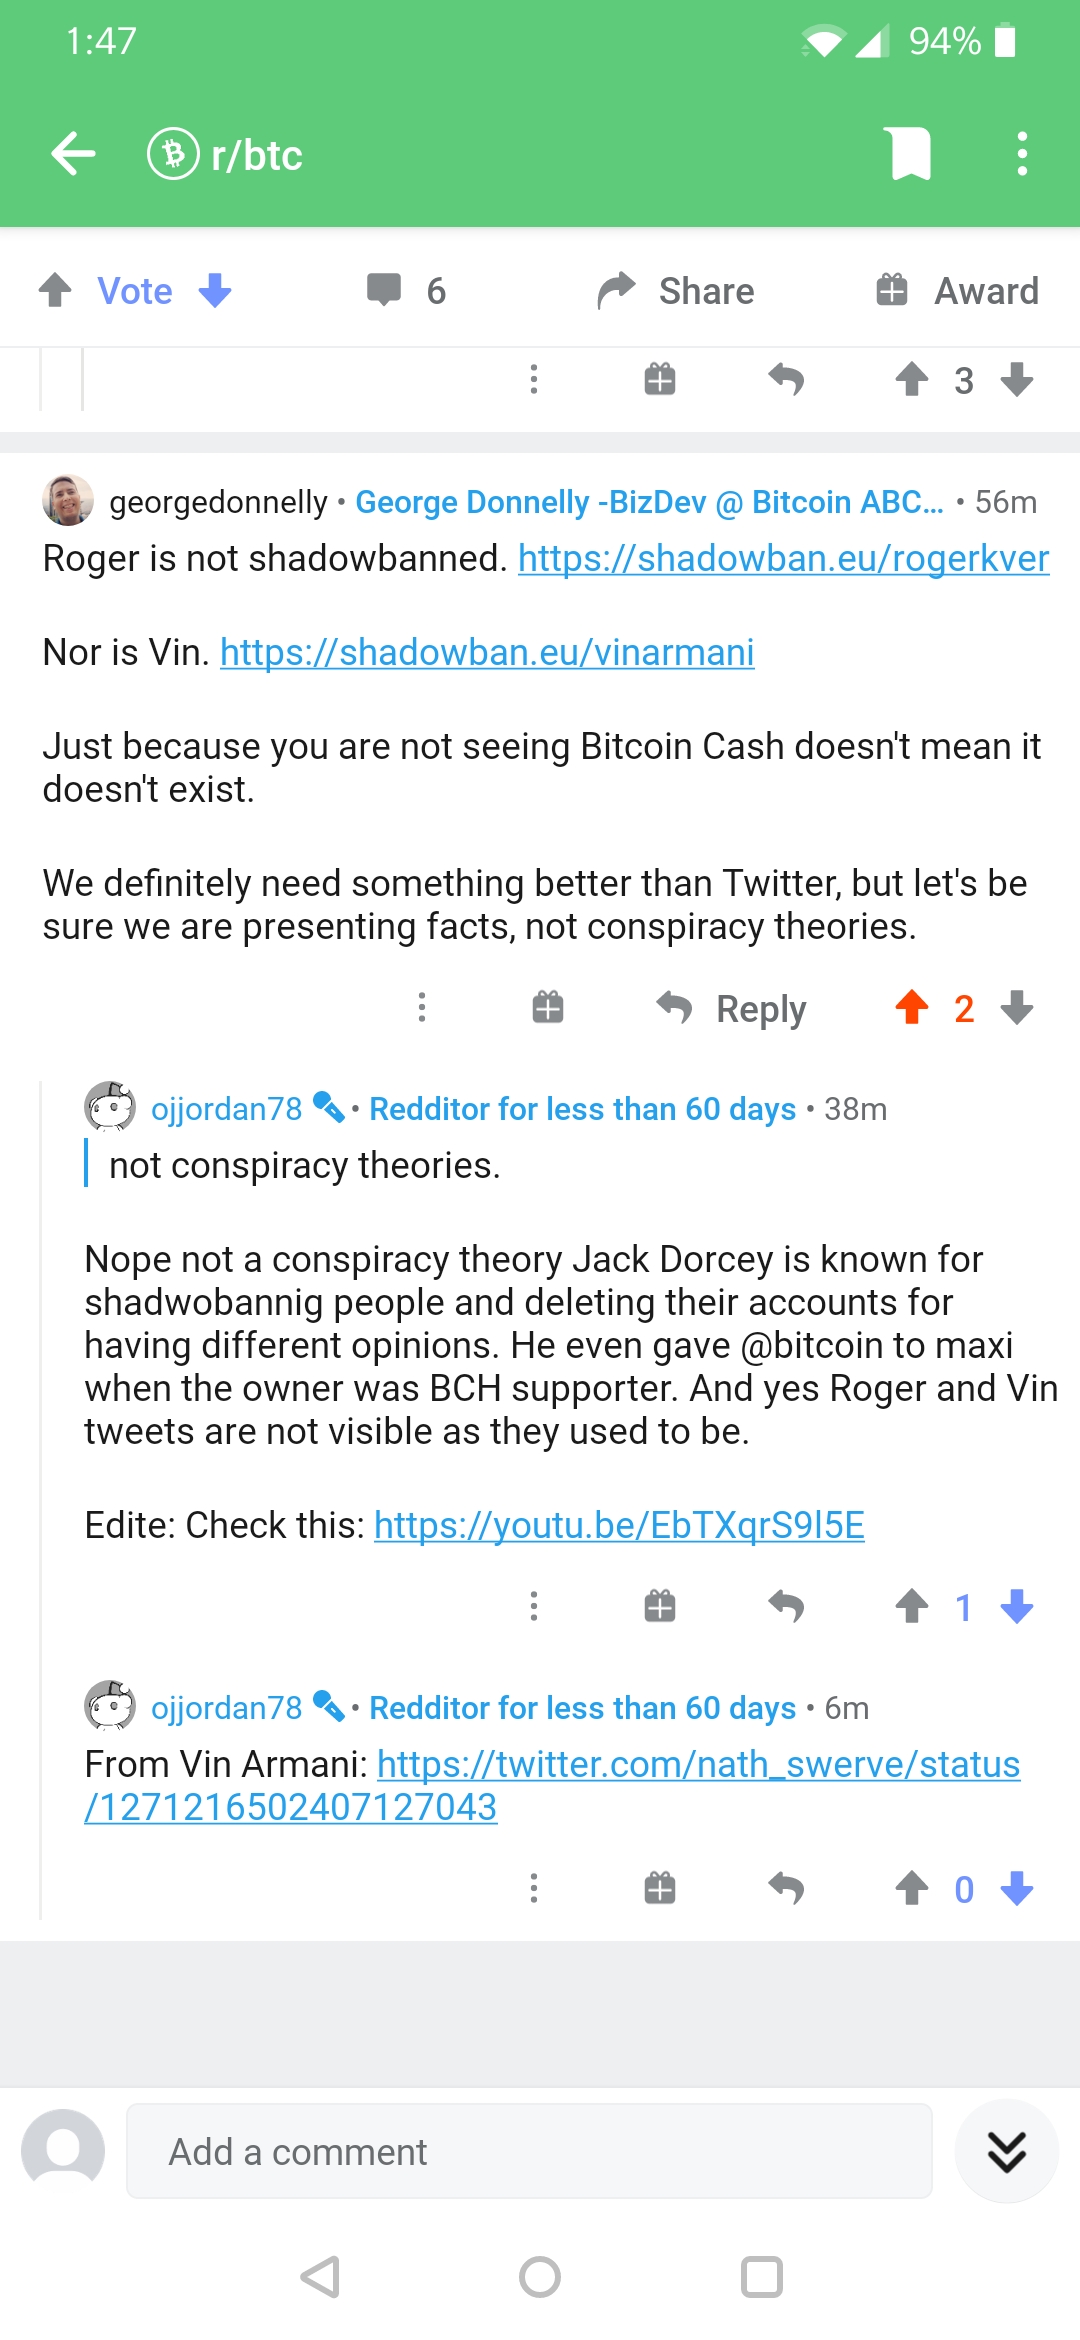 1:47
94%
r/btc
Vote
6
Share
Award
3
georgedonnelly • George Donnelly -BizDev @ Bitcoin ABC... • 56m
Roger is not shadowbanned. https://shadowban.eu/rogerkver
Nor is Vin. https://shadowban.eu/vinarmani
Just because you are not seeing Bitcoin Cash doesn't mean it
doesn't exist.
We definitely need something better than Twitter, but let's be
sure we are presenting facts, not conspiracy theories.
Reply
2
ojjordan78 • Redditor for less than 60 days • 38m
not conspiracy theories.
Nope not a conspiracy theory Jack Dorcey is known for
shadwobannig people and deleting their accounts for
having different opinions. He even gave @bitcoin to maxi
when the owner was BCH supporter. And yes Roger and Vin
tweets are not visible as they used to be.
Edite: Check this: https://youtu.be/EbTXqrS9l5E
1
ojjordan78 • Redditor for less than 60 days • 6m
From Vin Armani: https://twitter.com/nath_swerve/status
/1271216502407127043
0
Add a comment